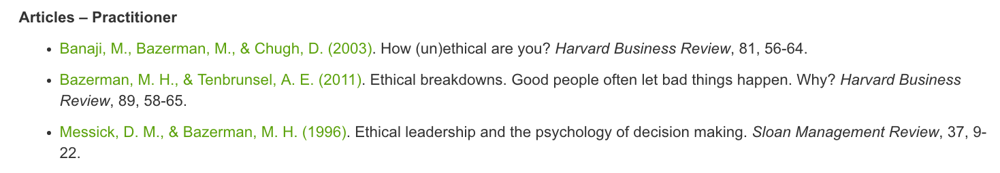 Articles – Practitioner
• Banaji, M., Bazerman, M., & Chugh, D. (2003). How (un)ethical are you? Harvard Business Review, 81, 56-64.
• Bazerman, M. H., & Tenbrunsel, A. E. (2011). Ethical breakdowns. Good people often let bad things happen. Why? Harvard Business
Review, 89, 58-65.
• Messick, D. M., & Bazerman, M. H. (1996). Ethical leadership and the psychology of decision making. Sloan Management Review, 37, 9-
22.